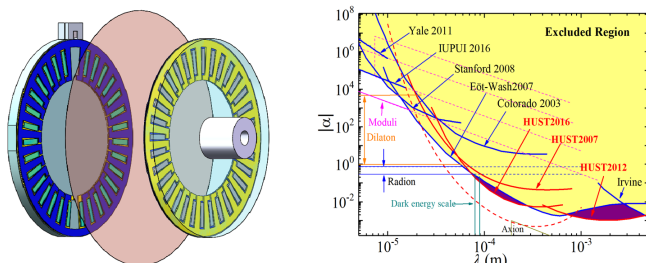 10^8
10^6
10^4
10^2
10^0
10^-2
|α|
Excluded Region
Yale 2011
IUPUI 2016
Stanford 2008
Eöt-Wash2007
Colorado 2003
HUST2016
HUST2007
HUST2012
Moduli
Dilaton
Radion
Irvine
Dark energy scale
Axion
10^-5
10^-4
10^-3
λ (m)